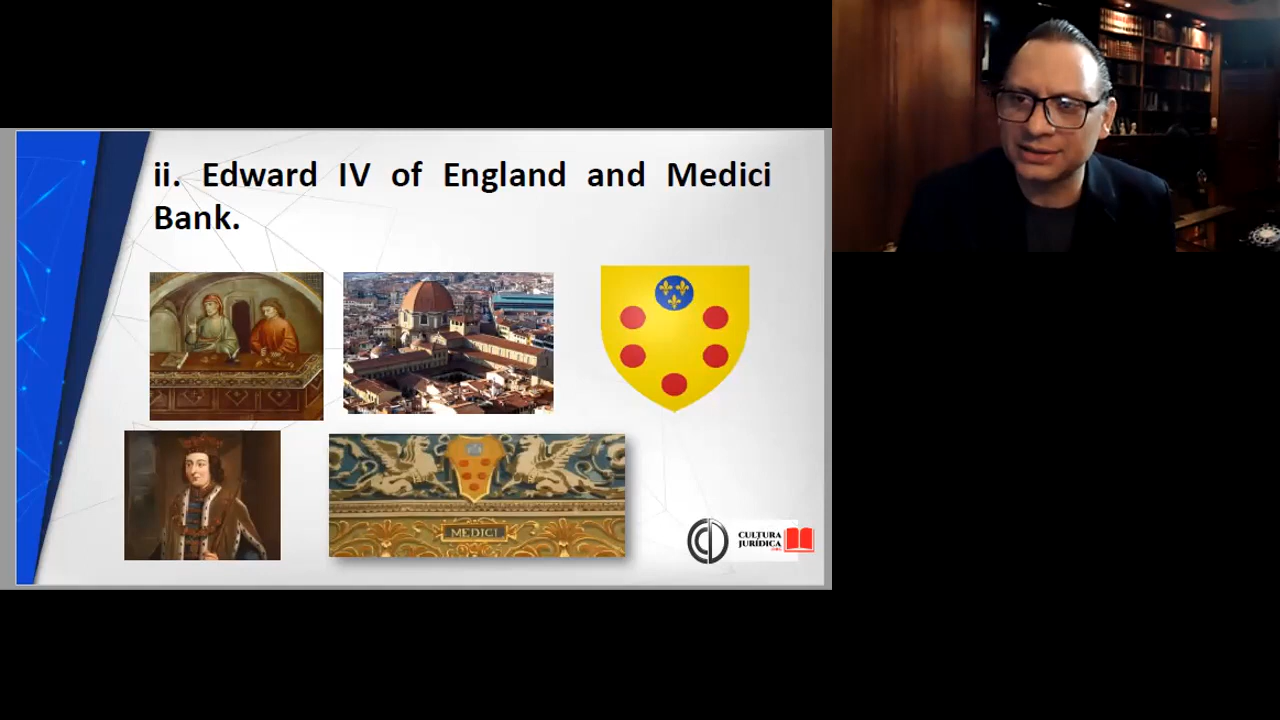 ii. Edward IV of England and Medici
Bank.
MEDICI
CULTURA
JURÍDICA